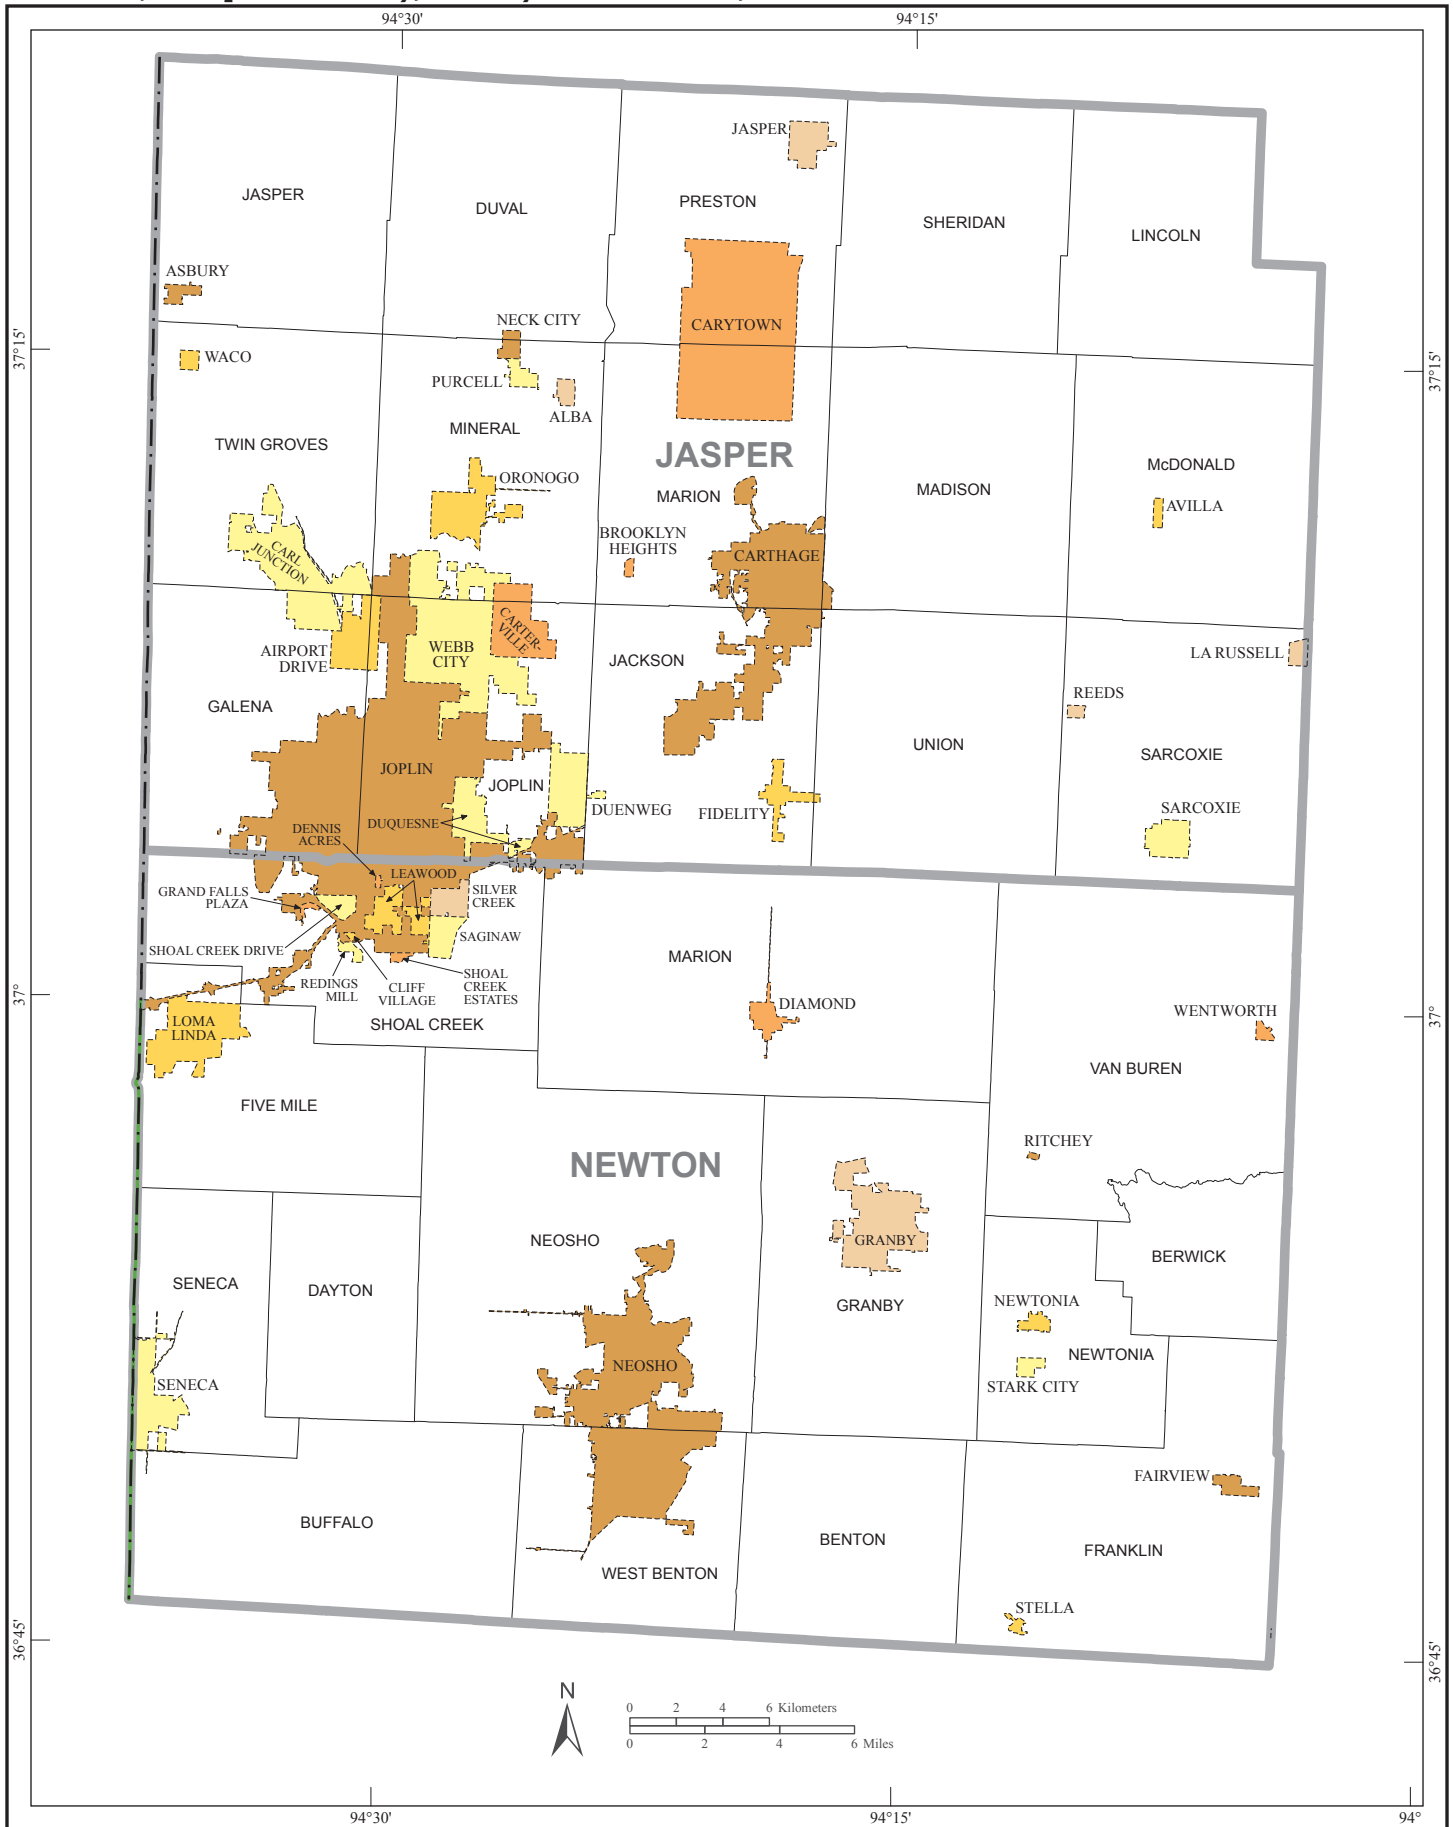 94°30'
94°15'
JASPER
JASPER
DUVAL
PRESTON
SHERIDAN
LINCOLN
ASBURY
NECK CITY
CARYTOWN
37°15'
WACO
37°15'
PURCELL
ALBA
MINERAL
TWIN GROVES
JASPER
McDONALD
ORONOGO
MADISON
MARION
AVILLA
BROOKLYN
HEIGHTS
CARL
JUNCTION
CARTHAGE
CARTER-
VILLE
AIRPORT
DRIVE
WEBB
CITY
JACKSON
LA RUSSELL
REEDS
GALENA
UNION
SARCOXIE
JOPLIN
JOPLIN
DUENWEG
FIDELITY
SARCOXIE
DENNIS
ACRES
DUQUESNE
LEAWOOD
GRAND FALLS
PLAZA
SILVER
CREEK
SHOAL CREEK DRIVE
SAGINAW
MARION
REDINGS
MILL
CLIFF
VILLAGE
SHOAL
CREEK
ESTATES
37°
DIAMOND
WENTWORTH
37°
LOMA
LINDA
SHOAL CREEK
VAN BUREN
FIVE MILE
RITCHEY
NEWTON
NEOSHO
GRANBY
BERWICK
SENECA
DAYTON
GRANBY
NEWTONIA
NEWTONIA
NEOSHO
STARK CITY
SENECA
FAIRVIEW
BUFFALO
BENTON
FRANKLIN
WEST BENTON
STELLA
36°45'
36°45'
N
0 2 4 6 Kilometers
0 2 4 6 Miles
94°30'
94°15'
94°